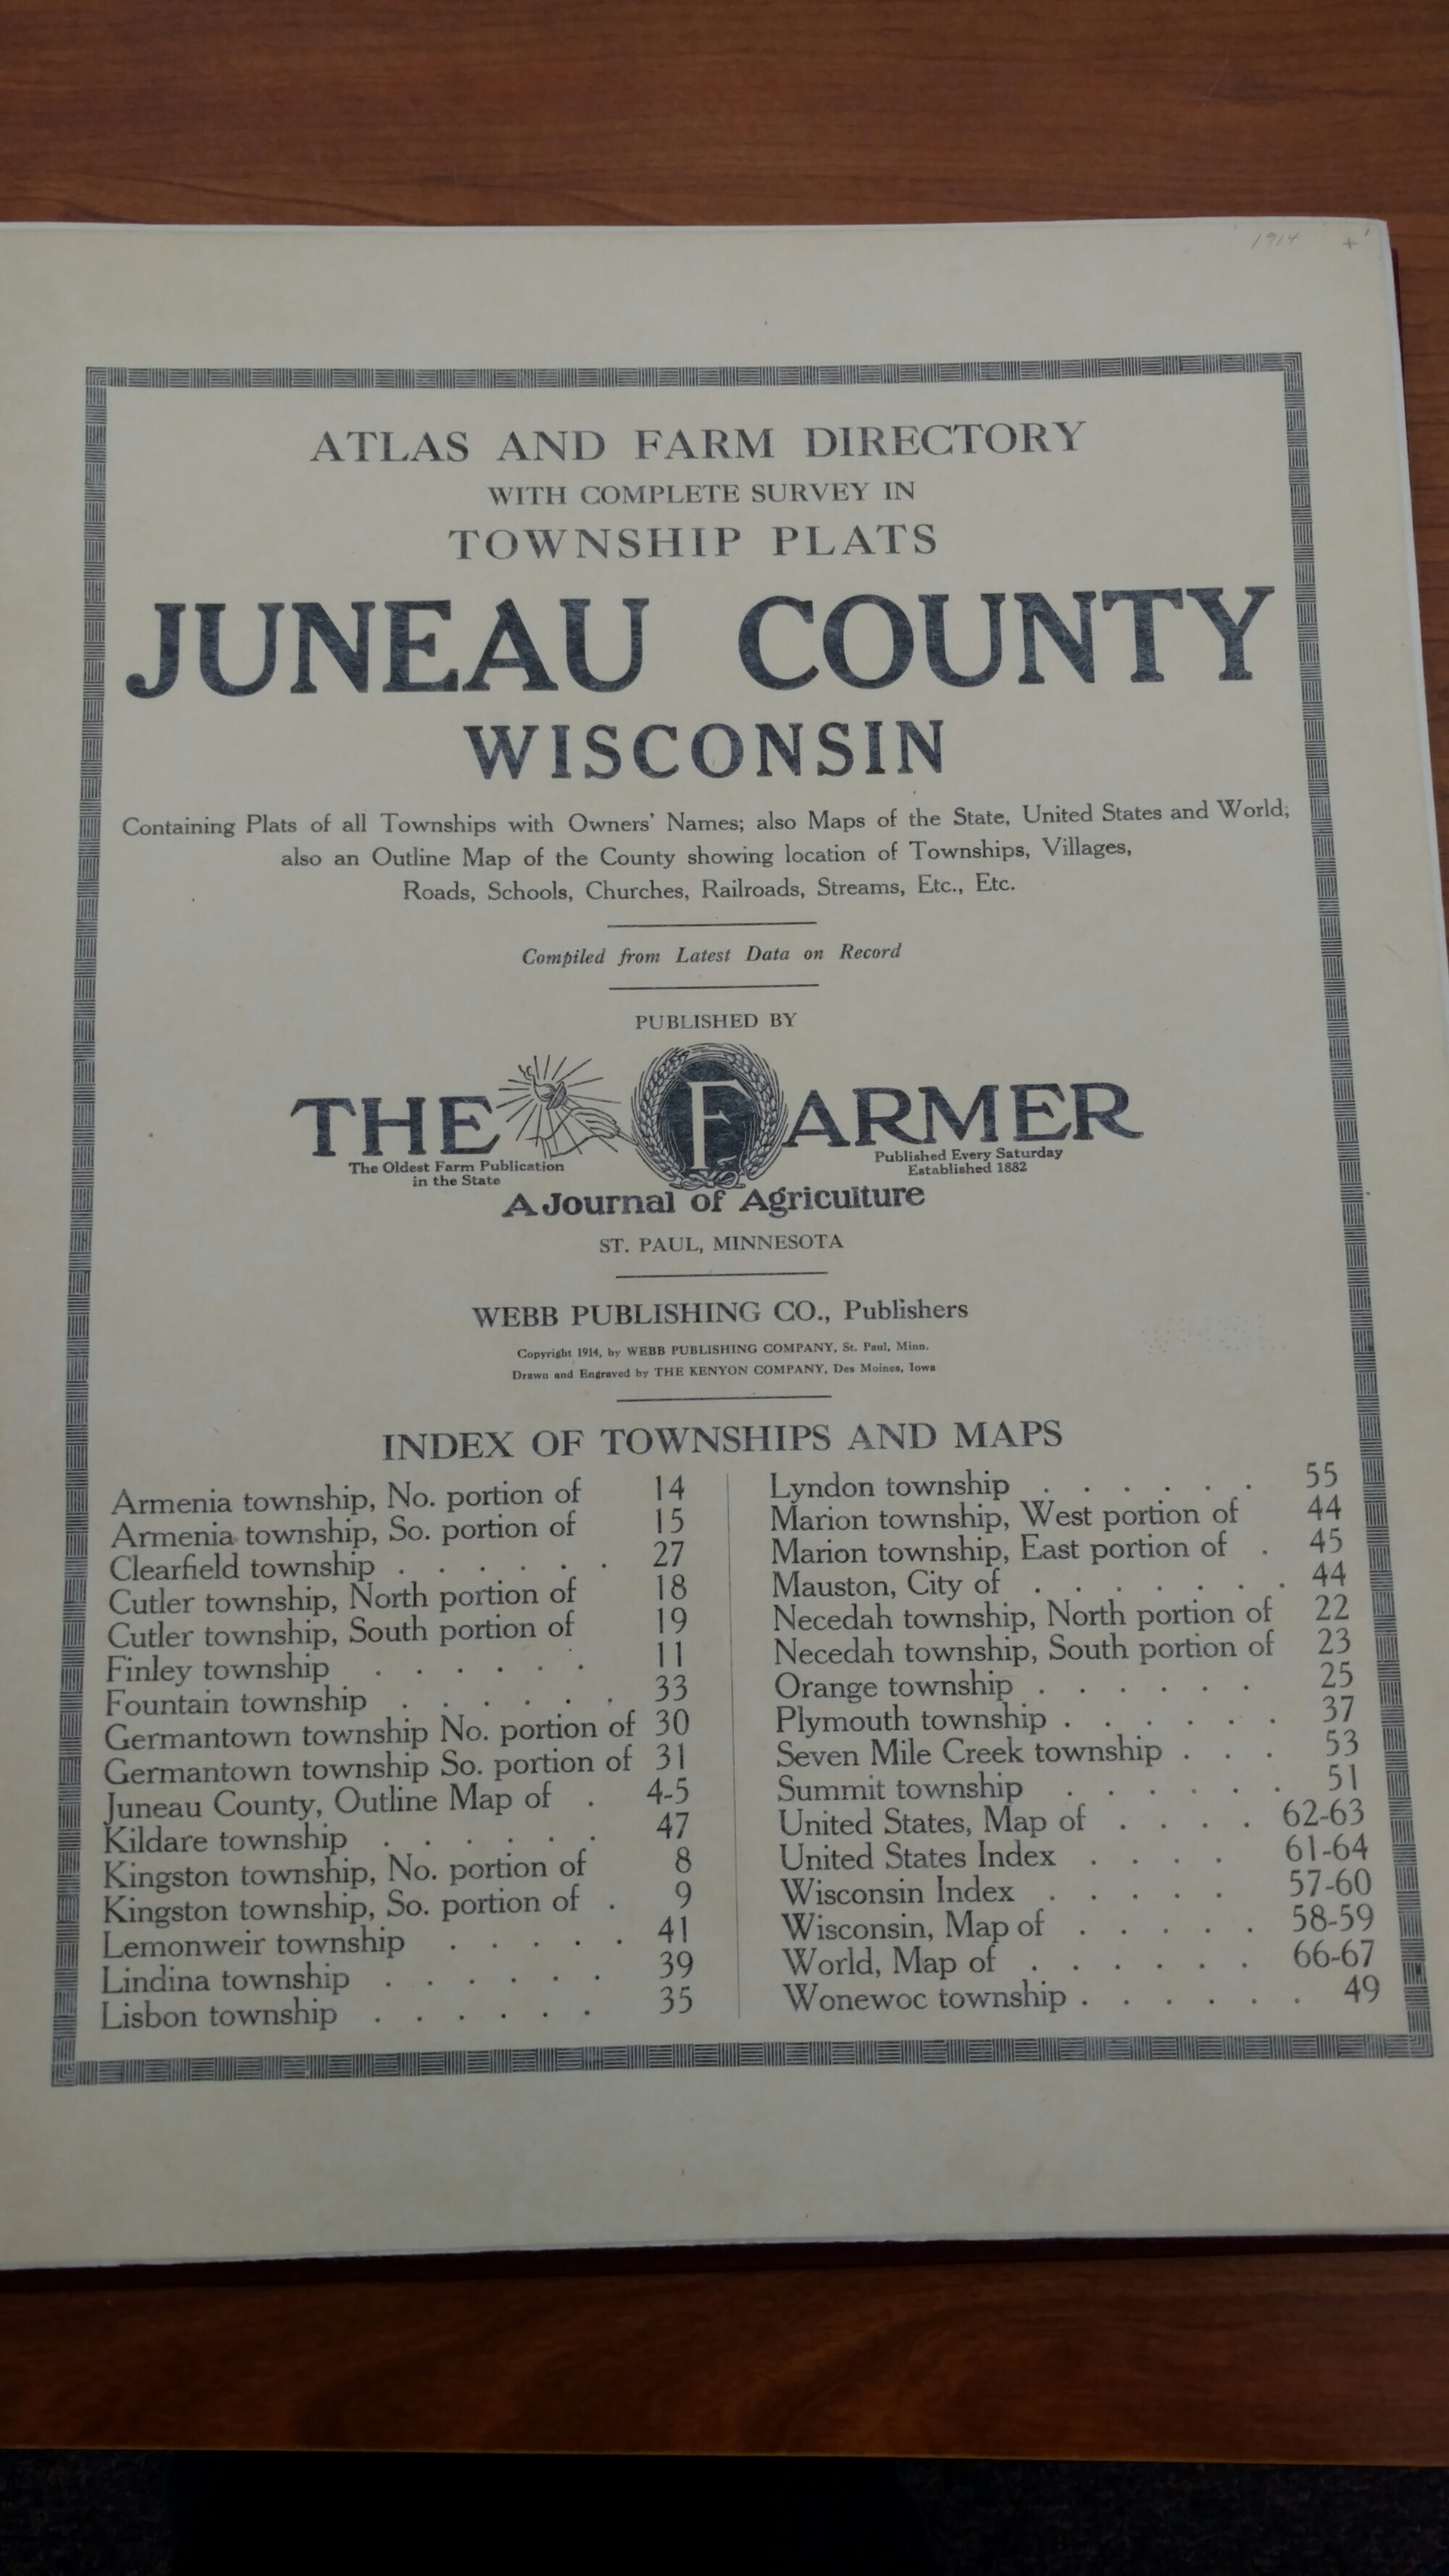 1914 +
ATLAS AND FARM DIRECTORY
WITH COMPLETE SURVEY IN
TOWNSHIP PLATS
JUNEAU COUNTY
WISCONSIN
Containing Plats of all Townships with Owners' Names; also Maps of the State, United States and World;
also an Outline Map of the County showing location of Townships, Villages,
Roads, Schools, Churches, Railroads, Streams, Etc., Etc.
Compiled from Latest Data on Record
PUBLISHED BY
THE FARMER
The Oldest Farm Publication
in the State
Published Every Saturday
Established 1882
A Journal of Agriculture
ST. PAUL, MINNESOTA
WEBB PUBLISHING CO., Publishers
Copyright 1914, by WEBB PUBLISHING COMPANY, St. Paul, Minn.
Drawn and Engraved by THE KENYON COMPANY, Des Moines, Iowa
INDEX OF TOWNSHIPS AND MAPS
Armenia township, No. portion of 14
Armenia township, So. portion of 15
Clearfield township . . . . . . 27
Cutler township, North portion of 18
Cutler township, South portion of 19
Finley township . . . . . . 11
Fountain township . . . . . . 33
Germantown township No. portion of 30
Germantown township So. portion of 31
Juneau County, Outline Map of . 4-5
Kildare township . . . . . . 47
Kingston township, No. portion of 8
Kingston township, So. portion of . 9
Lemonweir township . . . . . 41
Lindina township . . . . . . 39
Lisbon township . . . . . . 35
Lyndon township . . . . . . 55
Marion township, West portion of 44
Marion township, East portion of . 45
Mauston, City of . . . . . . . 44
Necedah township, North portion of 22
Necedah township, South portion of 23
Orange township . . . . . . 25
Plymouth township . . . . . . 37
Seven Mile Creek township . . . 53
Summit township . . . . . . 51
United States, Map of . . . . 62-63
United States Index . . . . 61-64
Wisconsin Index . . . . . 57-60
Wisconsin, Map of . . . . . 58-59
World, Map of . . . . . . 66-67
Wonewoc township . . . . . . 49